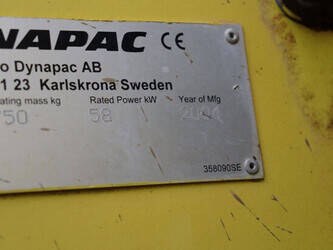 NAPAC CE
o Dynapac AB
1 23 Karlskrona Sweden
ating mass kg Rated Power kW Year of Mfg
750 58
358090SE